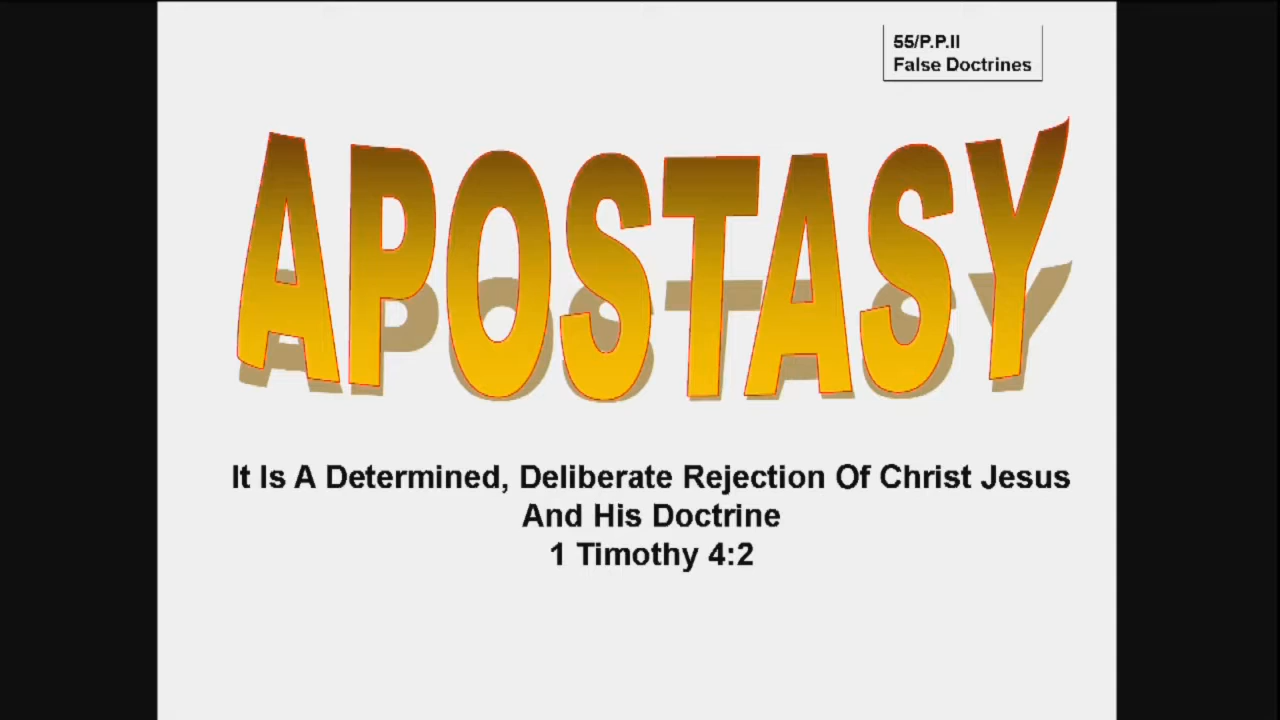 55/P.P.II
False Doctrines
APOSTASY
It Is A Determined, Deliberate Rejection Of Christ Jesus
And His Doctrine
1 Timothy 4:2